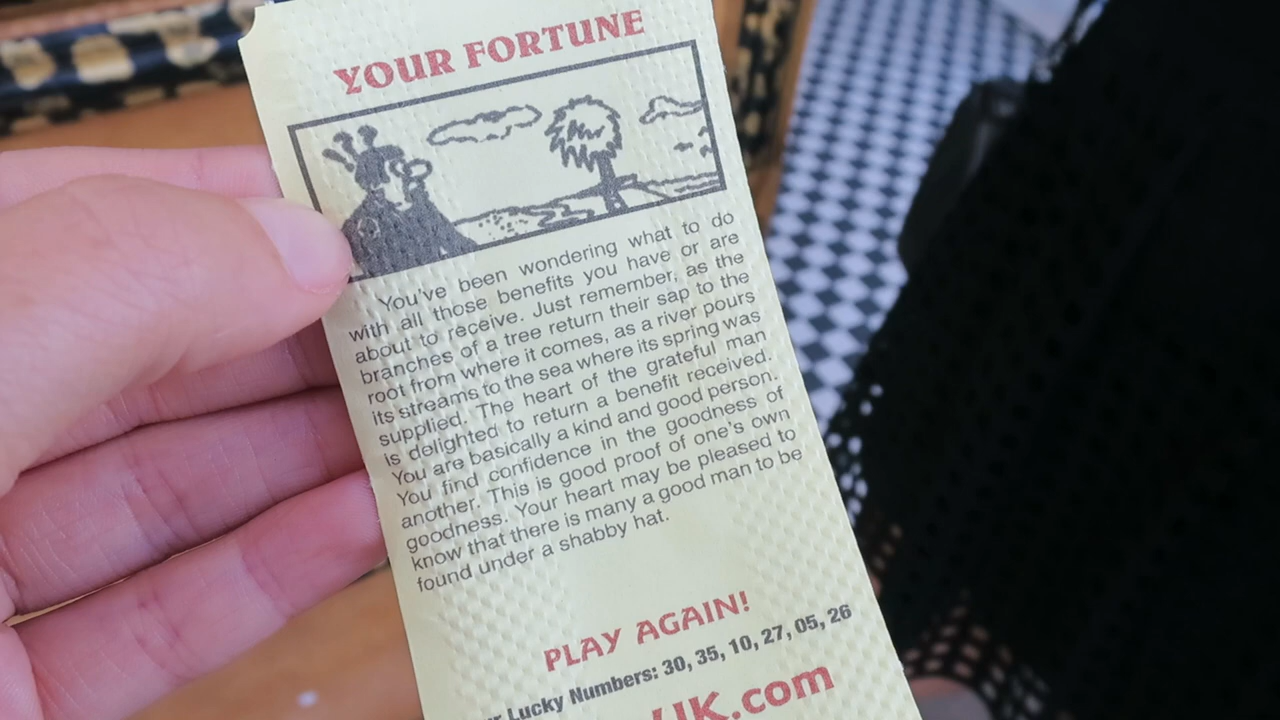 YOUR FORTUNE
You've been wondering what to do
with all those benefits you have or are
about to receive. Just remember, as the
branches of a tree return their sap to the
root from where it comes, as a river pours
its streams to the sea where its spring was
supplied. The heart of the grateful man
is delighted to return a benefit received.
You are basically a kind and good person.
You find confidence in the goodness of
another. This is good proof of one's own
goodness. Your heart may be pleased to
know that there is many a good man to be
found under a shabby hat.
PLAY AGAIN!
Lucky Numbers: 30, 35, 10, 27, 05, 26
UK.com